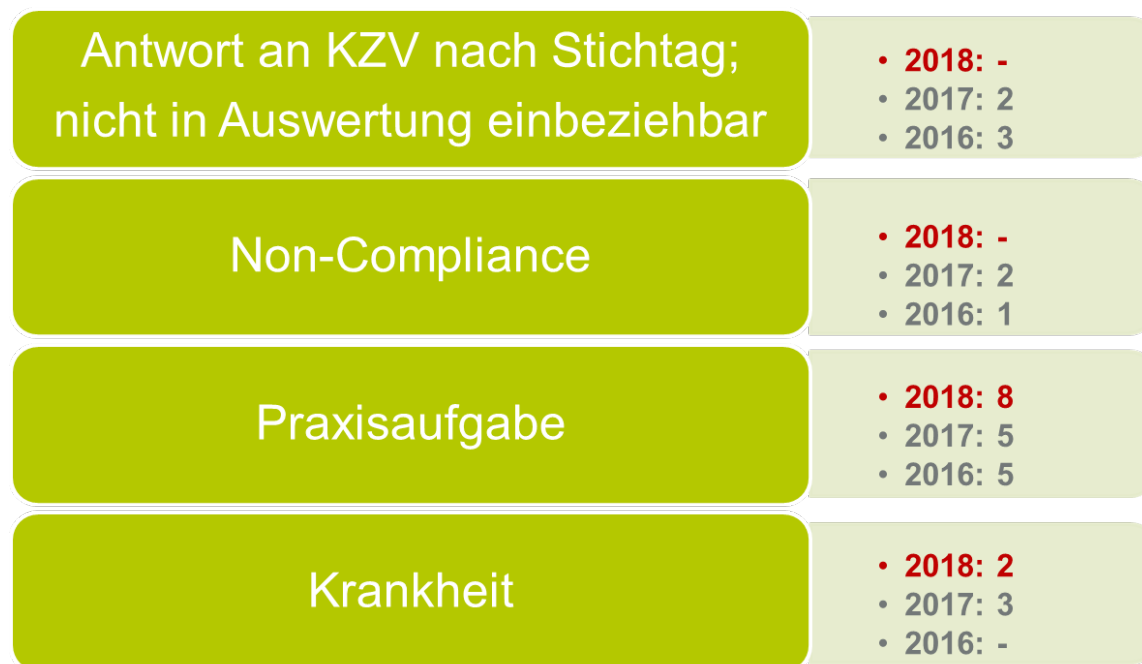 Antwort an KZV nach Stichtag;
nicht in Auswertung einbeziehbar
• 2018: -
• 2017: 2
• 2016: 3
Non-Compliance
• 2018: -
• 2017: 2
• 2016: 1
Praxisaufgabe
• 2018: 8
• 2017: 5
• 2016: 5
Krankheit
• 2018: 2
• 2017: 3
• 2016: -